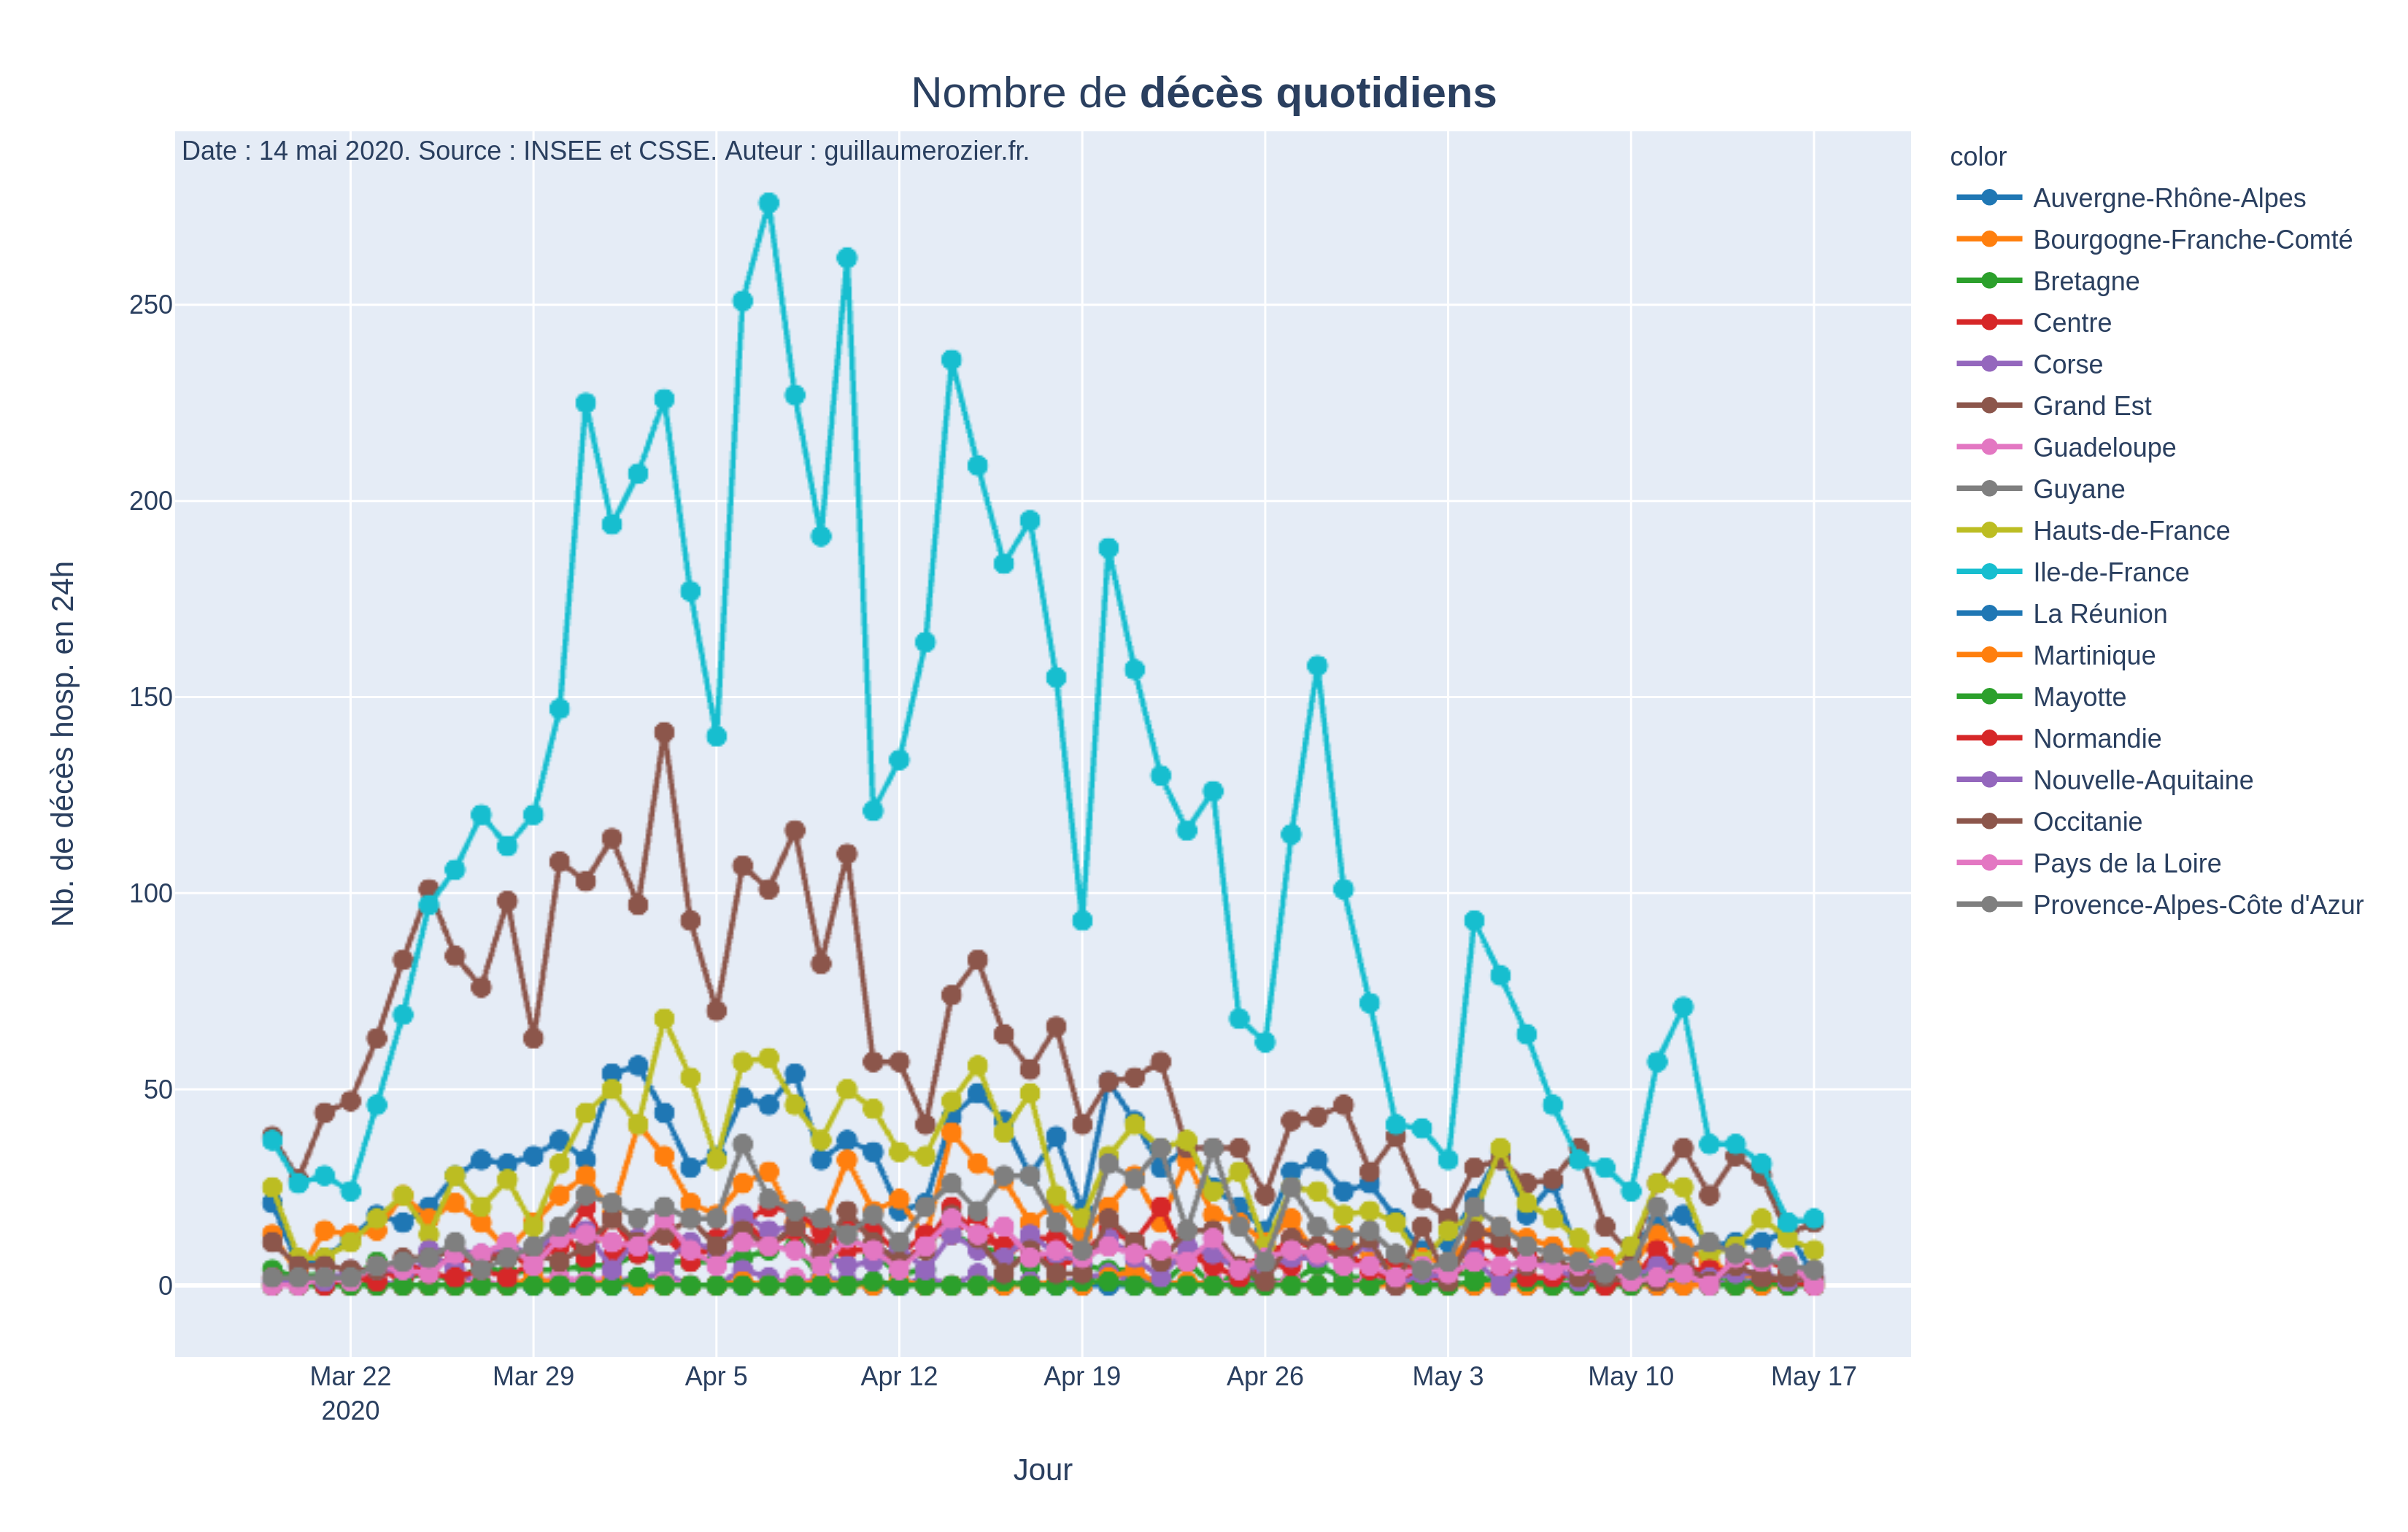 Nombre de décès quotidiens
Date : 14 mai 2020. Source : INSEE et CSSE. Auteur : guillaumerozier.fr.
color
Auvergne-Rhône-Alpes
Bourgogne-Franche-Comté
Bretagne
Centre
Corse
Grand Est
Guadeloupe
Guyane
Hauts-de-France
Ile-de-France
La Réunion
Martinique
Mayotte
Normandie
Nouvelle-Aquitaine
Occitanie
Pays de la Loire
Provence-Alpes-Côte d'Azur
Nb. de décès hosp. en 24h
250
200
150
100
50
0
Mar 22 Mar 29 Apr 5 Apr 12 Apr 19 Apr 26 May 3 May 10 May 17
2020
Jour